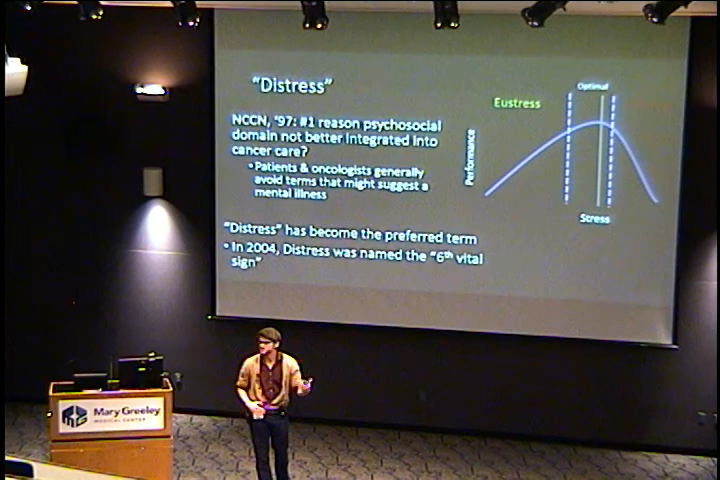 "Distress"
NCCN, '97: #1 reason psychosocial
domain not better integrated into
cancer care?
• Patients & oncologists generally
avoid terms that might suggest a
mental illness
"Distress" has become the preferred term
• In 2004, Distress was named the "6th vital
sign"
Optimal
Eustress
Performance
Stress
Mary Greeley
MEDICAL CENTER